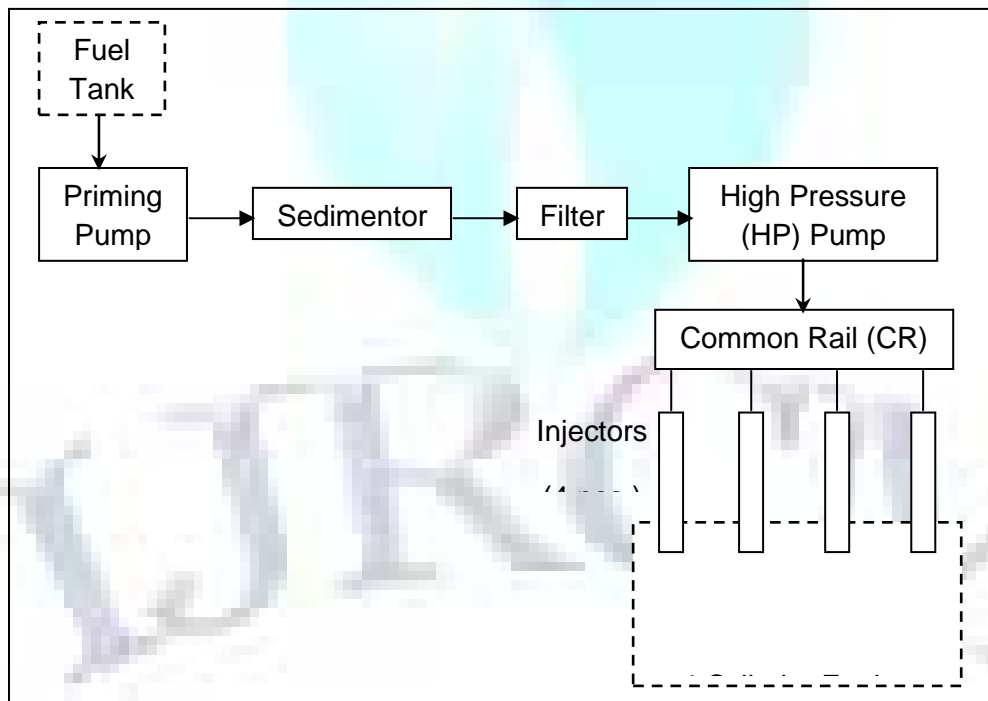 Fuel
Tank
Priming
Pump
Sedimentor
Filter
High Pressure
(HP) Pump
Common Rail (CR)
Injectors